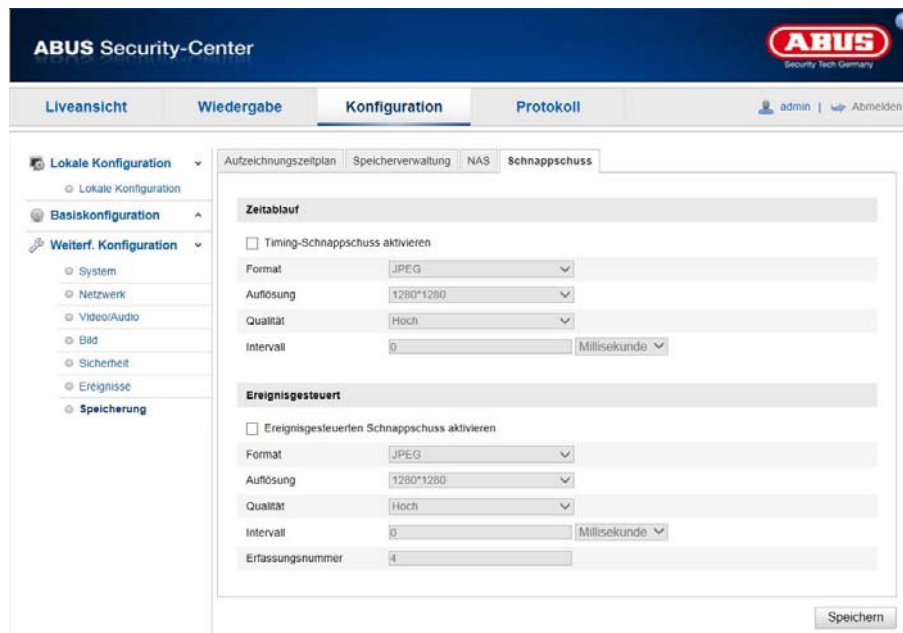 ABUS Security-Center
ABUS
Security Tech Germany
Liveansicht Wiedergabe Konfiguration Protokoll admin | Abmelden
Lokale Konfiguration
Lokale Konfiguration
Basiskonfiguration
Weiterf. Konfiguration
System
Netzwerk
Video/Audio
Bild
Sicherheit
Ereignisse
Speicherung
Aufzeichnungszeitplan Speicherverwaltung NAS Schnappschuss
Zeitablauf
Timing-Schnappschuss aktivieren
Format JPEG
Auflösung 1280*1280
Qualität Hoch
Intervall 0 Millisekunde
Ereignisgesteuert
Ereignisgesteuerten Schnappschuss aktivieren
Format JPEG
Auflösung 1280*1280
Qualität Hoch
Intervall 0 Millisekunde
Erfassungsnummer 4
Speichern